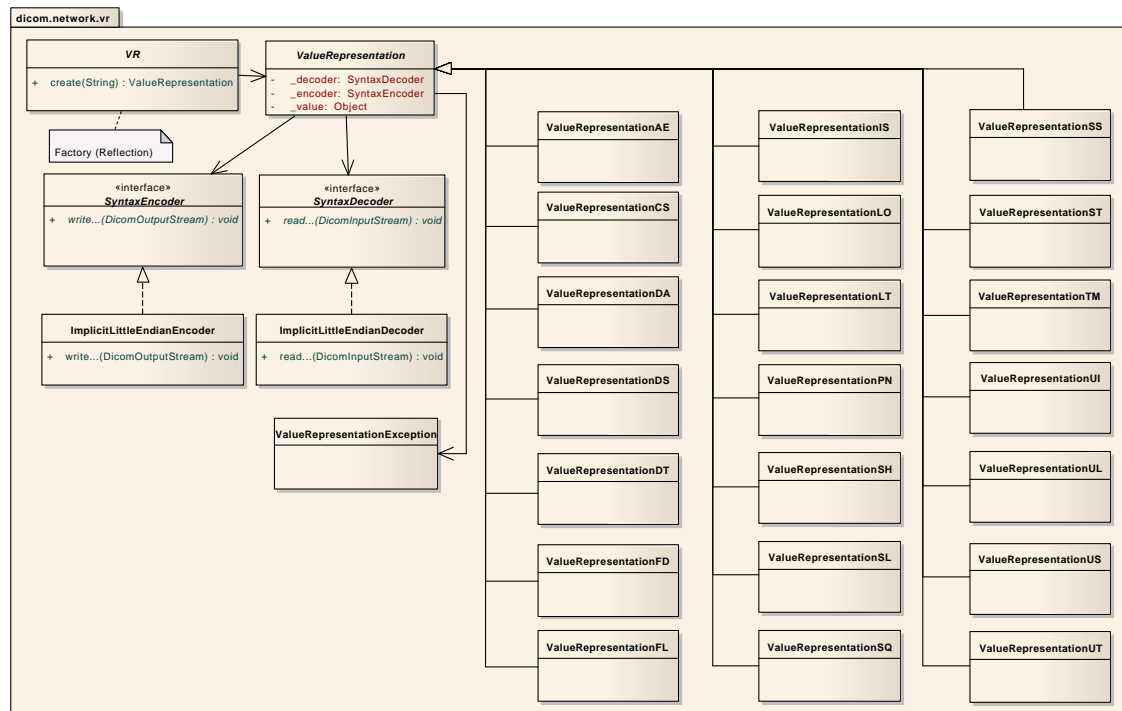 dicom.network.vr
VR
+ create(String) : ValueRepresentation
Factory (Reflection)
ValueRepresentation
- _decoder: SyntaxDecoder
- _encoder: SyntaxEncoder
- _value: Object
«interface»
SyntaxEncoder
+ write...(DicomOutputStream) : void
«interface»
SyntaxDecoder
+ read...(DicomInputStream) : void
ImplicitLittleEndianEncoder
+ write...(DicomOutputStream) : void
ImplicitLittleEndianDecoder
+ read...(DicomInputStream) : void
ValueRepresentationException
ValueRepresentationAE
ValueRepresentationCS
ValueRepresentationDA
ValueRepresentationDS
ValueRepresentationDT
ValueRepresentationFD
ValueRepresentationFL
ValueRepresentationIS
ValueRepresentationLO
ValueRepresentationLT
ValueRepresentationPN
ValueRepresentationSH
ValueRepresentationSL
ValueRepresentationSQ
ValueRepresentationSS
ValueRepresentationST
ValueRepresentationTM
ValueRepresentationUI
ValueRepresentationUL
ValueRepresentationUS
ValueRepresentationUT